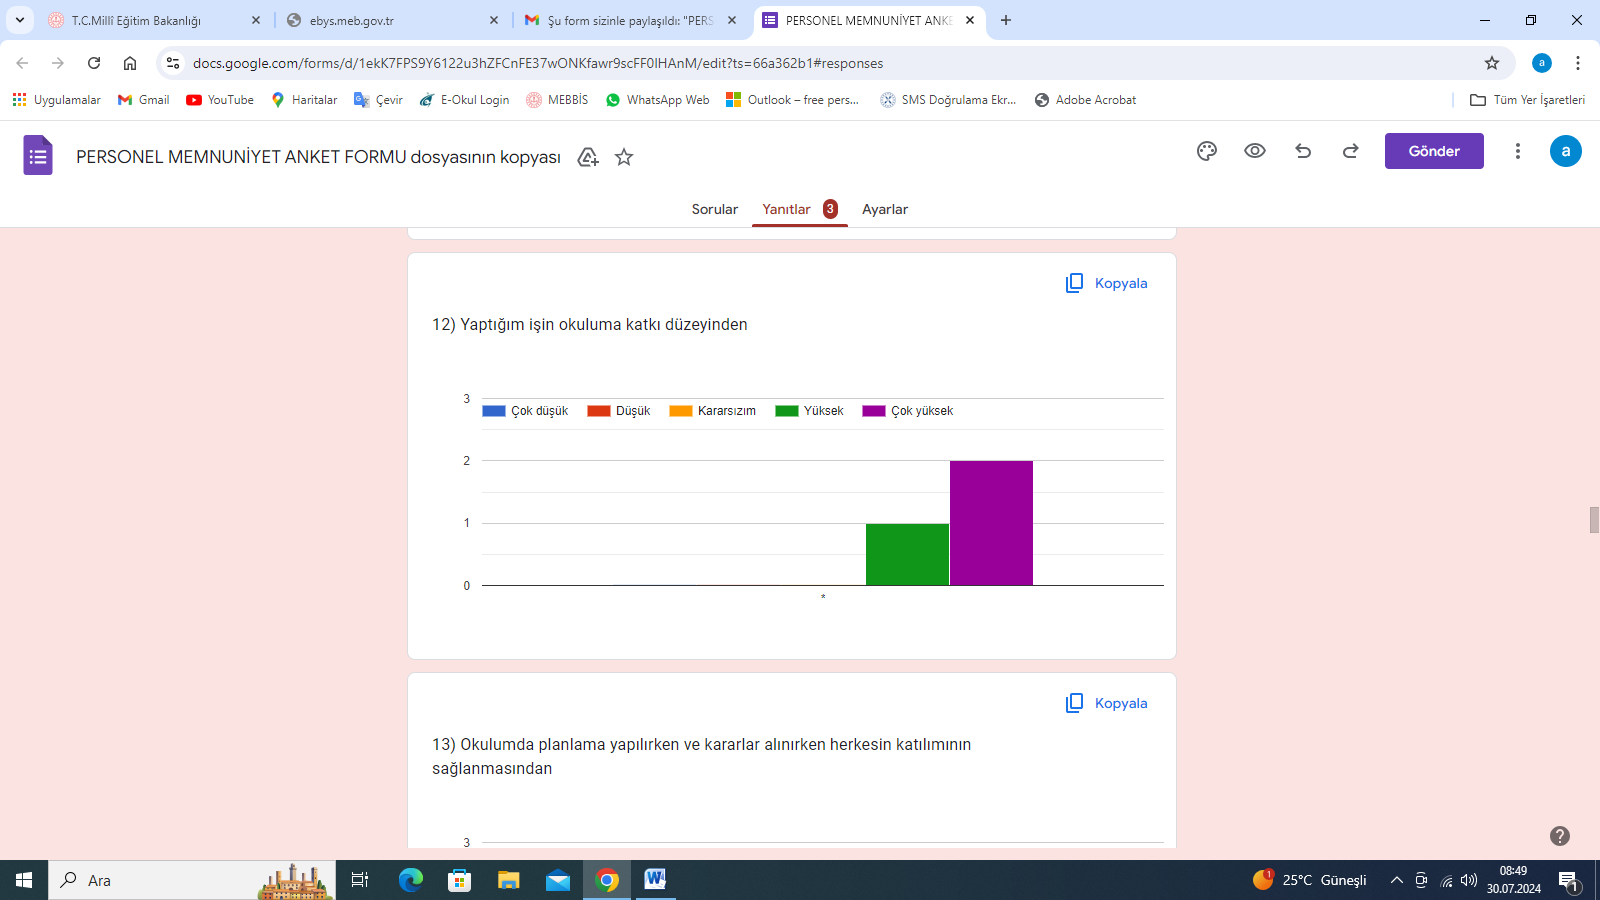 T.C.Millî Eğitim Bakanlığı
ebys.meb.gov.tr
Şu form sizinle paylaşıldı: "PERS
PERSONEL MEMNUNİYET ANKE
docs.google.com/forms/d/1ekK7FPS9Y6122u3hZFCnFE37wONKfawr9scFF0IHAnM/edit?ts=66a362b1#responses
a
Uygulamalar
Gmail
YouTube
Haritalar
Çevir
E-Okul Login
MEBBİS
WhatsApp Web
Outlook – free pers...
SMS Doğrulama Ekr...
Adobe Acrobat
Tüm Yer İşaretleri
PERSONEL MEMNUNİYET ANKET FORMU dosyasının kopyası
Gönder
a
Sorular
Yanıtlar 3
Ayarlar
Kopyala
12) Yaptığım işin okuluma katkı düzeyinden
3
Çok düşük
Düşük
Kararsızım
Yüksek
Çok yüksek
2
1
0
*
Kopyala
13) Okulumda planlama yapılırken ve kararlar alınırken herkesin katılımının
sağlanmasından
3
Ara
1
25°C Güneşli
08:49
30.07.2024
1